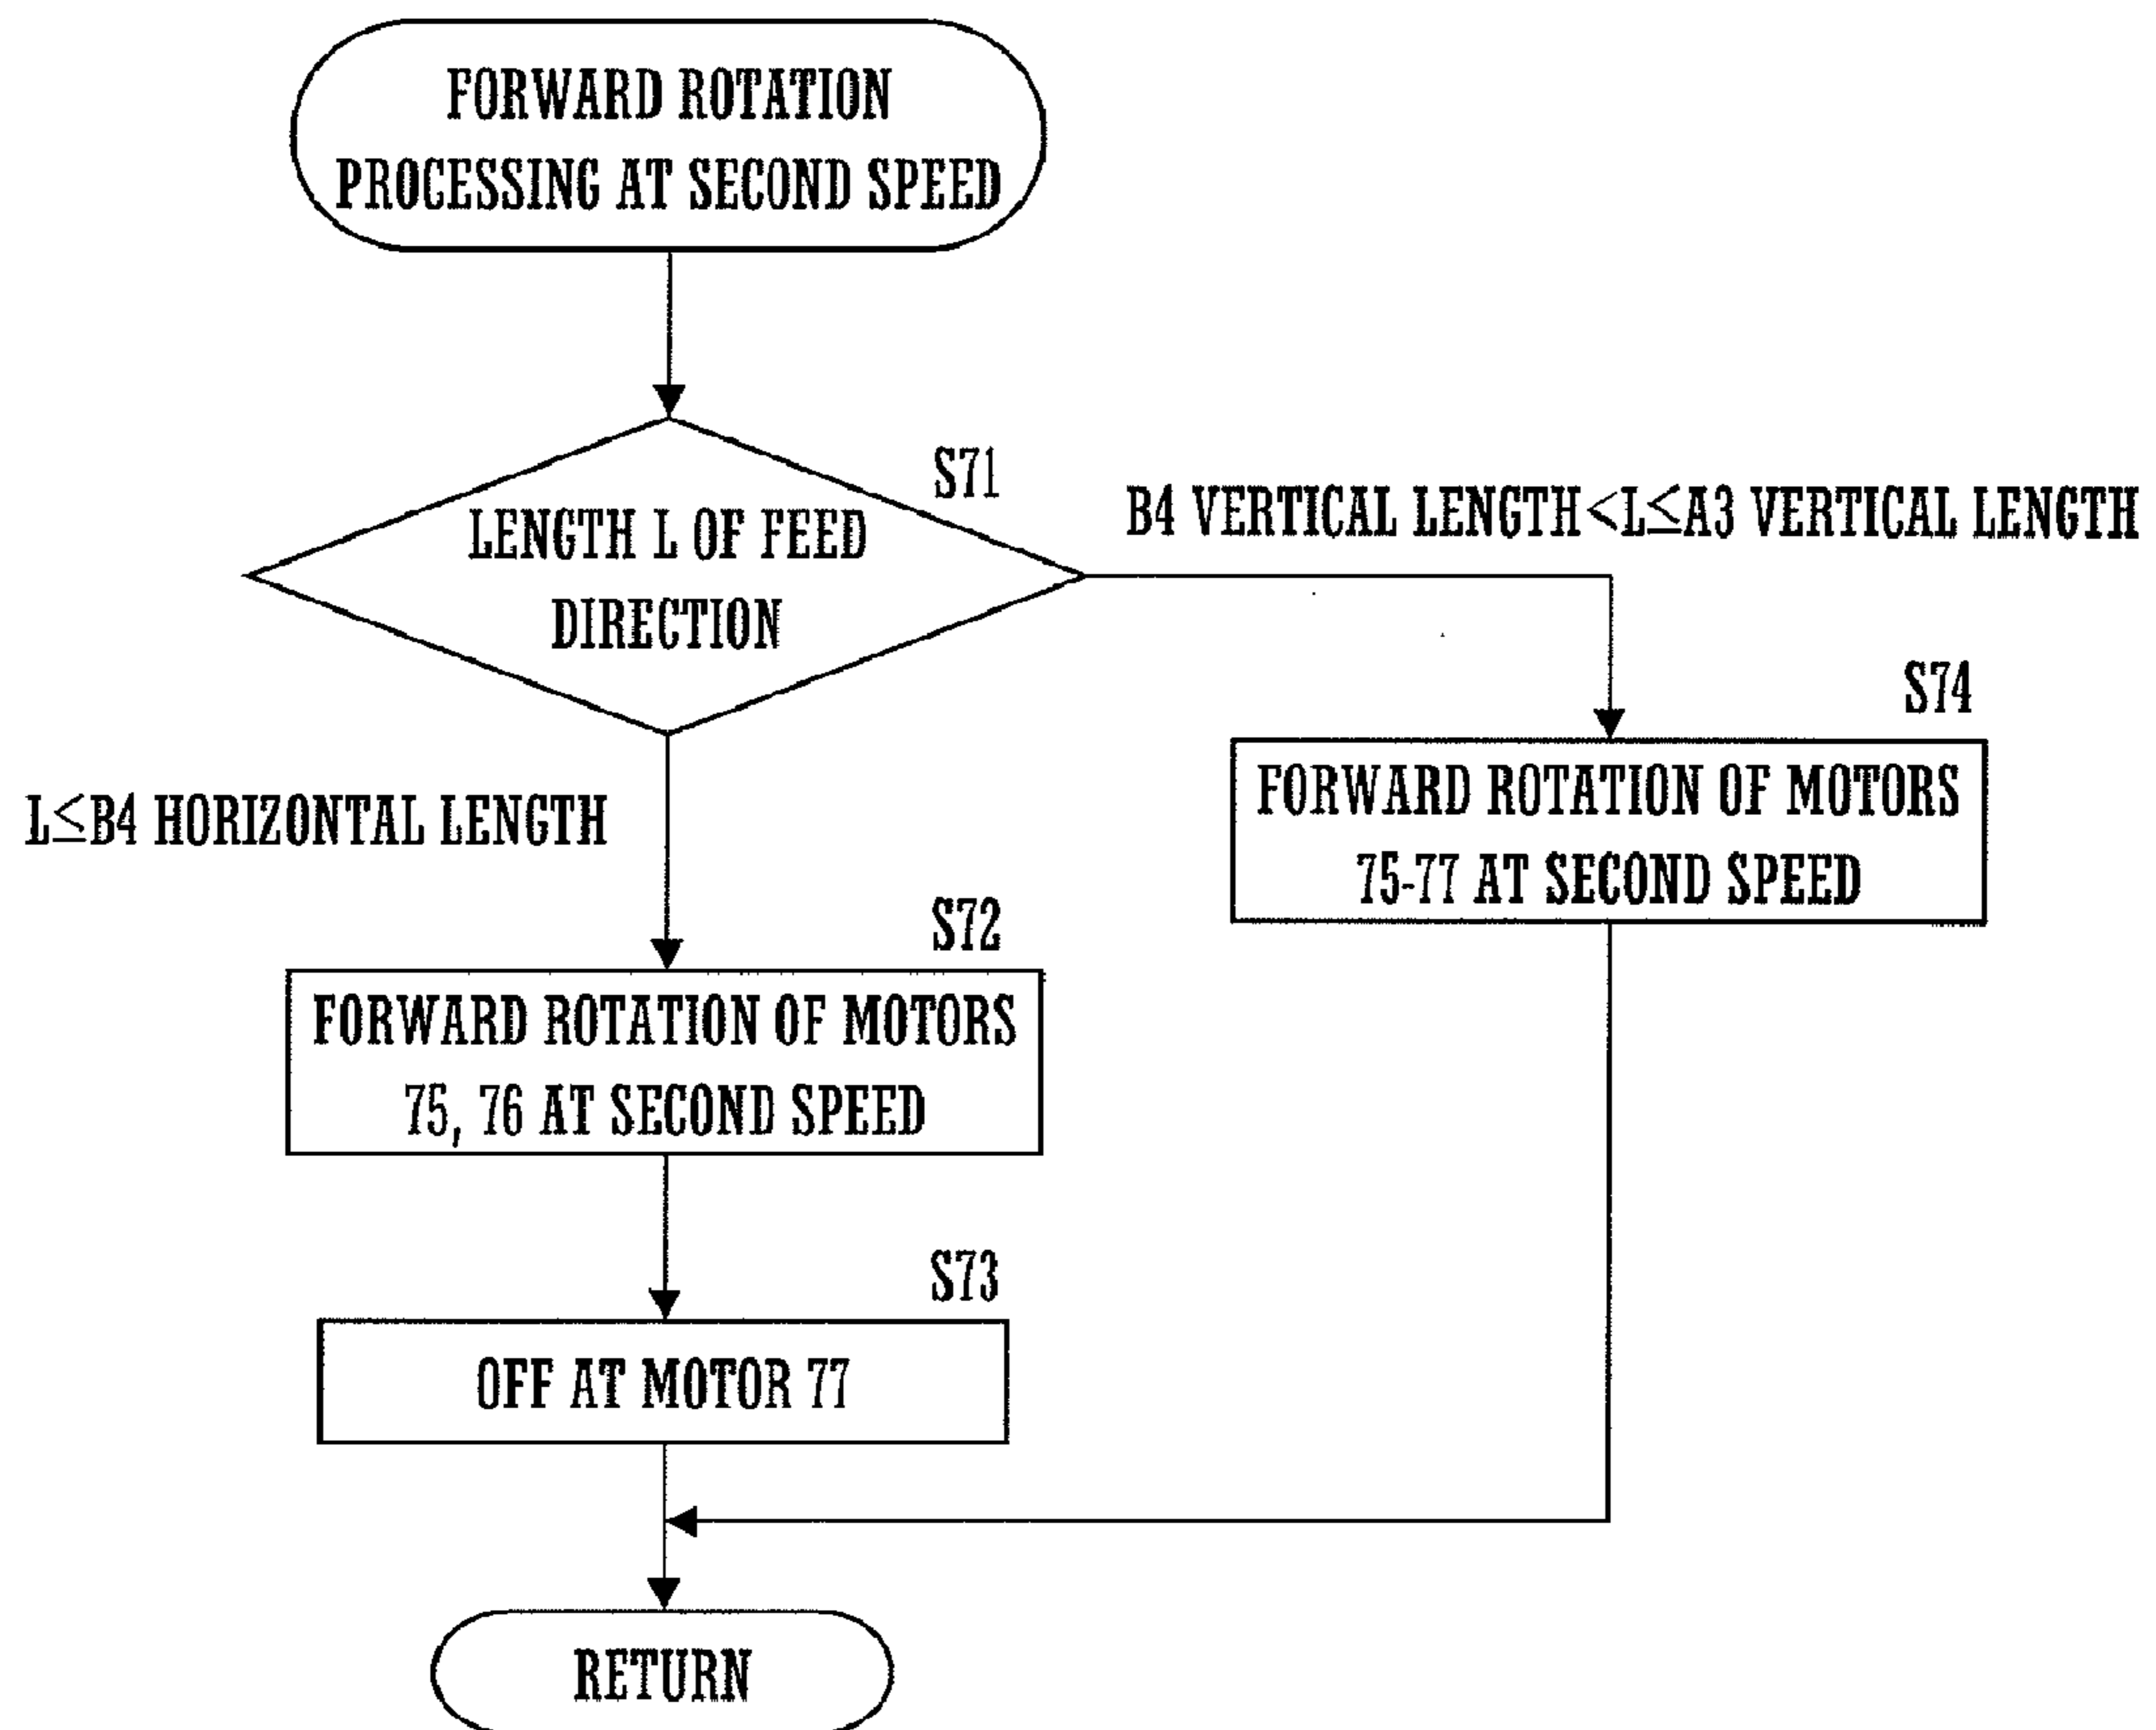 FORWARD ROTATION
PROCESSING AT SECOND SPEED
S71
LENGTH L OF FEED
DIRECTION
B4 VERTICAL LENGTH<L≤A3 VERTICAL LENGTH
S74
FORWARD ROTATION OF MOTORS
75-77 AT SECOND SPEED
L≤B4 HORIZONTAL LENGTH
S72
FORWARD ROTATION OF MOTORS
75, 76 AT SECOND SPEED
S73
OFF AT MOTOR 77
RETURN